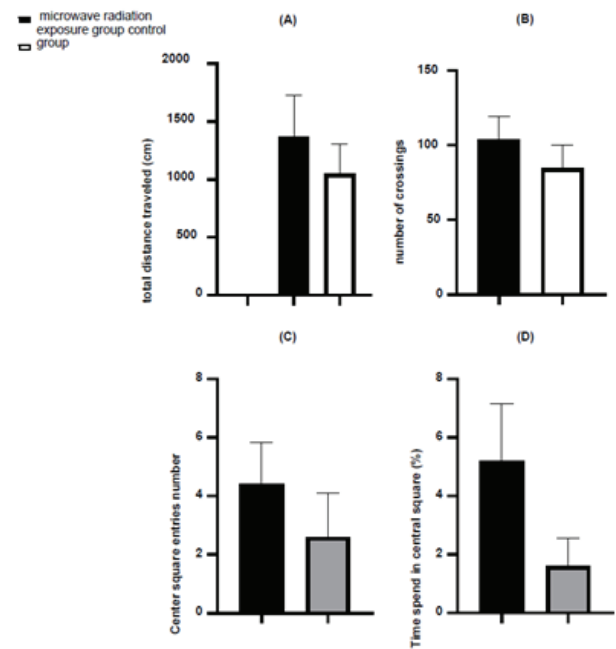 microwave radiation
exposure group control
group
(A)
total distance traveled (cm)
2000
1500
1000
500
0
(B)
number of crossings
150
100
50
0
(C)
Center square entries number
8
6
4
2
0
(D)
Time spend in central square (%)
8
6
4
2
0